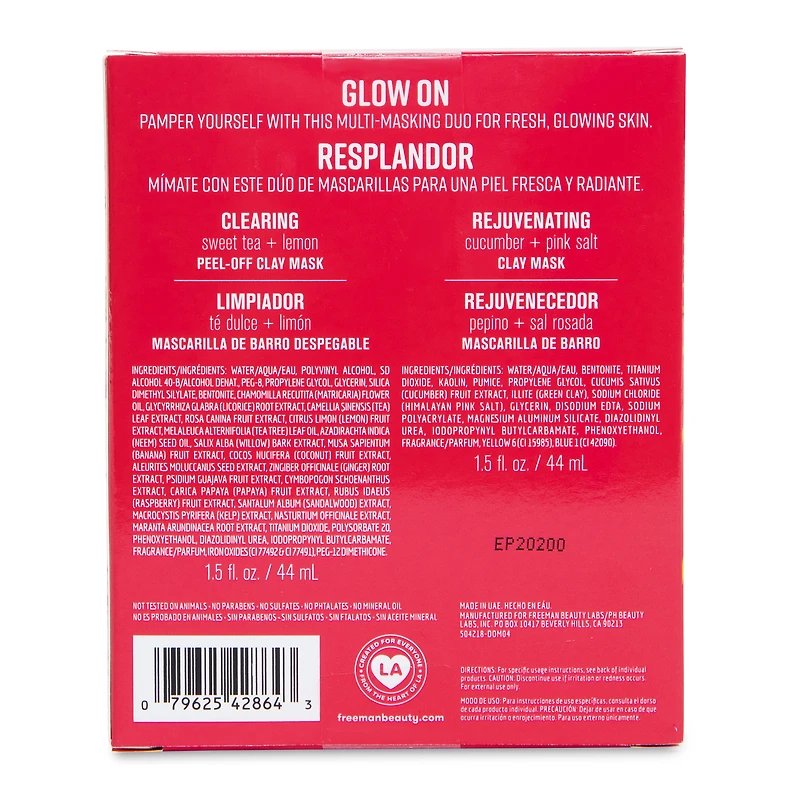 GLOW ON
PAMPER YOURSELF WITH THIS MULTI-MASKING DUO FOR FRESH, GLOWING SKIN.
RESPLANDOR
MÍMATE CON ESTE DÚO DE MASCARILLAS PARA UNA PIEL FRESCA Y RADIANTE.
CLEARING
sweet tea + lemon
PEEL-OFF CLAY MASK
LIMPIADOR
té dulce + limón
MASCARILLA DE BARRO DESPEGABLE
INGREDIENTS/INGRÉDIENTS: WATER/AQUA/EAU, POLYVINYL ALCOHOL, SD
ALCOHOL 40-B/ALCOHOL DENAT., PEG-8, PROPYLENE GLYCOL, GLYCERIN, SILICA
DIMETHYL SILYLATE, BENTONITE, CHAMOMILLA RECUTITA (MATRICARIA) FLOWER
OIL, GLYCYRRHIZA GLABRA (LICORICE) ROOT EXTRACT, CAMELLIA SINENSIS (TEA)
LEAF EXTRACT, ROSA CANINA FRUIT EXTRACT, CITRUS LIMON (LEMON) FRUIT
EXTRACT, MELALEUCA ALTERNIFOLIA (TEA TREE) LEAF OIL, AZADIRACHTA INDICA
(NEEM) SEED OIL, SALIX ALBA (WILLOW) BARK EXTRACT, MUSA SAPIENTUM
(BANANA) FRUIT EXTRACT, COCOS NUCIFERA (COCONUT) FRUIT EXTRACT,
ALEURITES MOLUCCANUS SEED EXTRACT, ZINGIBER OFFICINALE (GINGER) ROOT
EXTRACT, PSIDIUM GUAJAVA FRUIT EXTRACT, CYMBOPOGON SCHOENANTHUS
EXTRACT, CARICA PAPAYA (PAPAYA) FRUIT EXTRACT, RUBUS IDAEUS
(RASPBERRY) FRUIT EXTRACT, SANTALUM ALBUM (SANDALWOOD) EXTRACT,
MACROCYSTIS PYRIFERA (KELP) EXTRACT, NASTURTIUM OFFICINALE EXTRACT,
MARANTA ARUNDINACEA ROOT EXTRACT, TITANIUM DIOXIDE, POLYSORBATE 20,
PHENOXYETHANOL, DIAZOLIDINYL UREA, IODOPROPYNYL BUTYLCARBAMATE,
FRAGRANCE/PARFUM, IRON OXIDES (CI 77492 & CI 77491), PEG-12 DIMETHICONE.
1.5 fl. oz. / 44 mL
REJUVENATING
cucumber + pink salt
CLAY MASK
REJUVENECEDOR
pepino + sal rosada
MASCARILLA DE BARRO
INGREDIENTS/INGRÉDIENTS: WATER/AQUA/EAU, BENTONITE, TITANIUM
DIOXIDE, KAOLIN, PUMICE, PROPYLENE GLYCOL, CUCUMIS SATIVUS
(CUCUMBER) FRUIT EXTRACT, ILLITE (GREEN CLAY), SODIUM CHLORIDE
(HIMALAYAN PINK SALT), GLYCERIN, DISODIUM EDTA, SODIUM
POLYACRYLATE, MAGNESIUM ALUMINUM SILICATE, DIAZOLIDINYL
UREA, IODOPROPYNYL BUTYLCARBAMATE, PHENOXYETHANOL,
FRAGRANCE/PARFUM, YELLOW 6 (CI 15985), BLUE 1 (CI 42090).
1.5 fl. oz. / 44 mL
EP20200
NOT TESTED ON ANIMALS · NO PARABENS · NO SULFATES · NO PHTALATES · NO MINERAL OIL
NO ES PROBADO EN ANIMALES · SIN PARABENOS · SIN SULFATOS · SIN FTALATOS · SIN ACEITE MINERAL
0 79625 42864 3
CREATED FOR EVERYONE
LA
FROM THE HEART OF LA
freemanbeauty.com
MADE IN UAE. HECHO EN EÁU.
MANUFACTURED FOR FREEMAN BEAUTY LABS/PH BEAUTY
LABS, INC. PO BOX 10417 BEVERLY HILLS, CA 90213
504218-DOM04
DIRECTIONS: For specific usage instructions, see back of individual
products. CAUTION: Discontinue use if irritation or redness occurs.
For external use only.
MODO DE USO: Para instrucciones de uso específicas, consulta el dorso
de cada producto individual. PRECAUCIÓN: Dejar de usar en caso de que
ocurra irritación o enrojecimiento. Para uso externo únicamente.